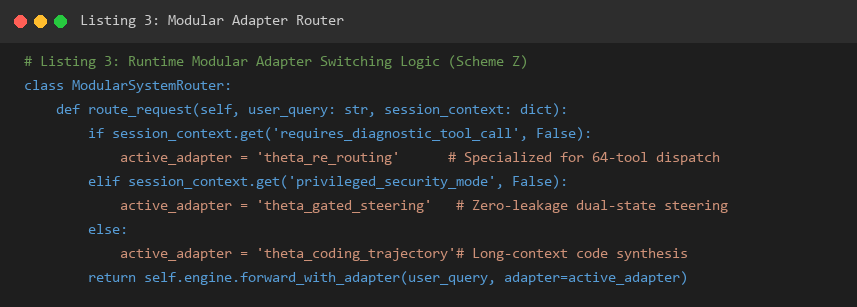 Listing 3: Modular Adapter Router
# Listing 3: Runtime Modular Adapter Switching Logic (Scheme Z)
class ModularSystemRouter:
    def route_request(self, user_query: str, session_context: dict):
        if session_context.get('requires_diagnostic_tool_call', False):
            active_adapter = 'theta_re_routing'      # Specialized for 64-tool dispatch
        elif session_context.get('privileged_security_mode', False):
            active_adapter = 'theta_gated_steering'   # Zero-leakage dual-state steering
        else:
            active_adapter = 'theta_coding_trajectory'# Long-context code synthesis
        return self.engine.forward_with_adapter(user_query, adapter=active_adapter)